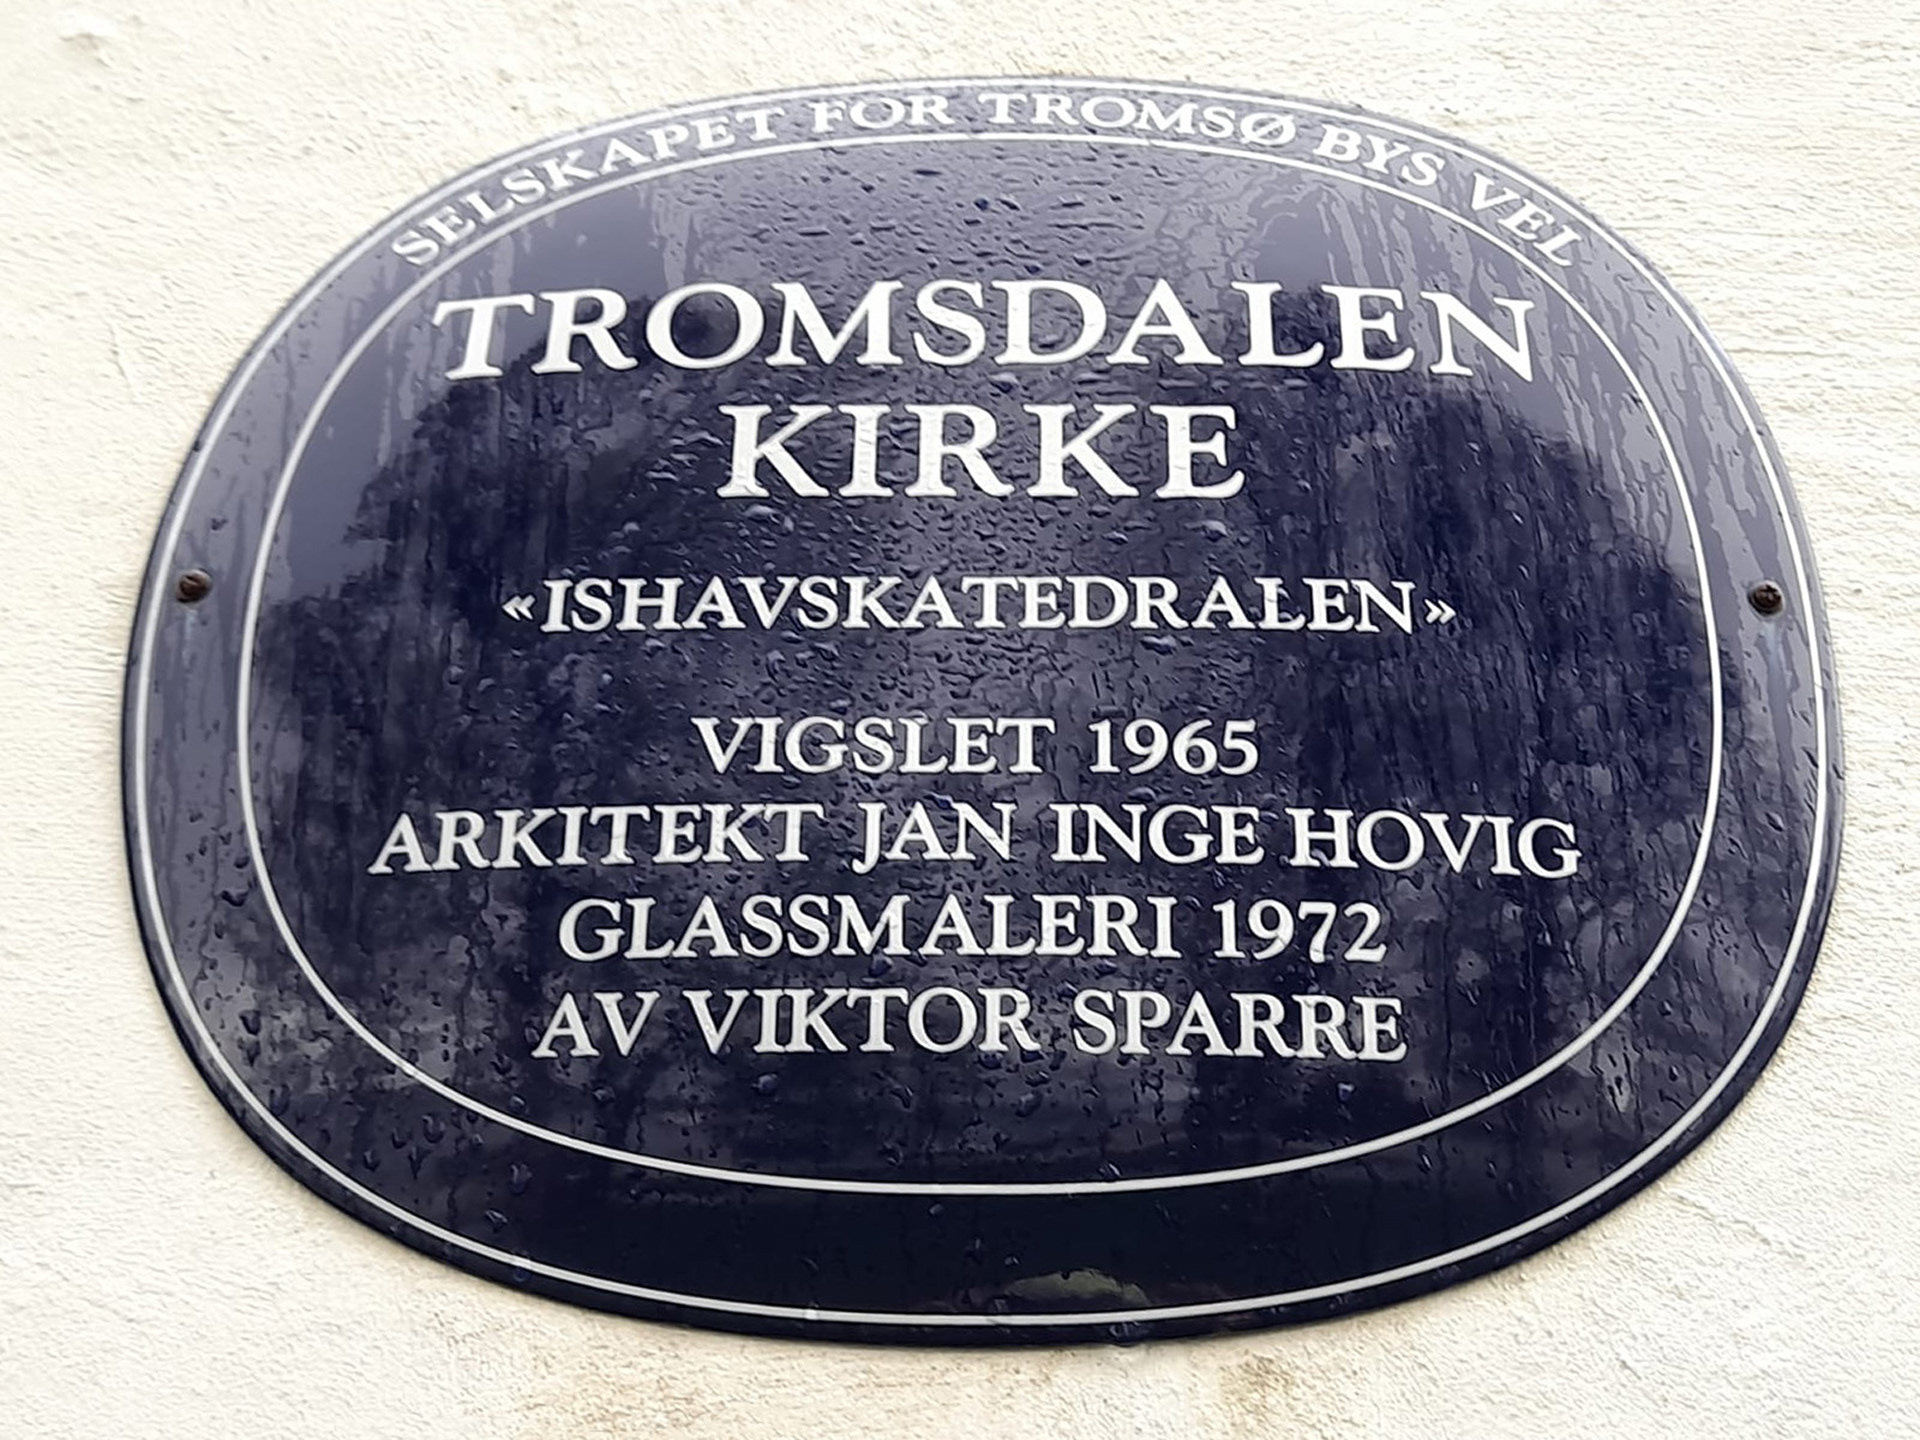 SELSKAPET FOR TROMSØ BYS VEL
TROMSDALEN
KIRKE
«ISHAVSKATEDRALEN»
VIGSLET 1965
ARKITEKT JAN INGE HOVIG
GLASSMALERI 1972
AV VIKTOR SPARRE